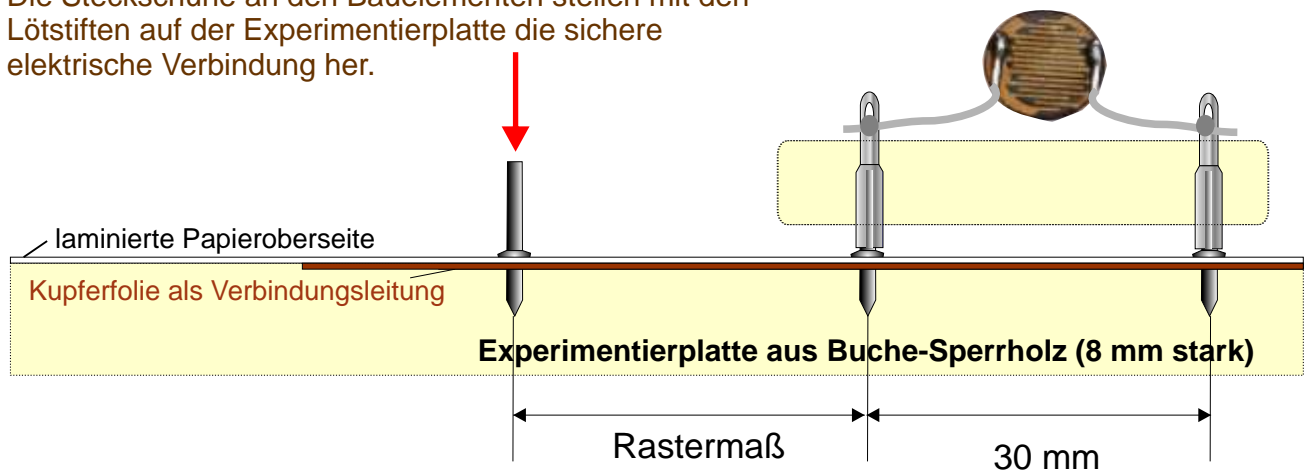 Die Steckschuhe an den Bauelementen stellen mit den
Lötstiften auf der Experimentierplatte die sichere
elektrische Verbindung her.
laminierte Papieroberseite
Kupferfolie als Verbindungsleitung
Experimentierplatte aus Buche-Sperrholz (8 mm stark)
Rastermaß
30 mm